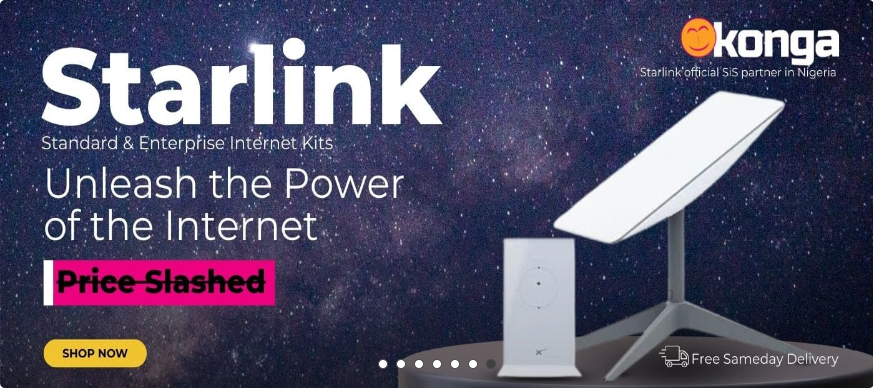 Starlink
konga
Starlink'official SiS partner in Nigeria
Standard & Enterprise Internet Kits
Unleash the Power
of the Internet
Price Slashed
SHOP NOW
Free Sameday Delivery